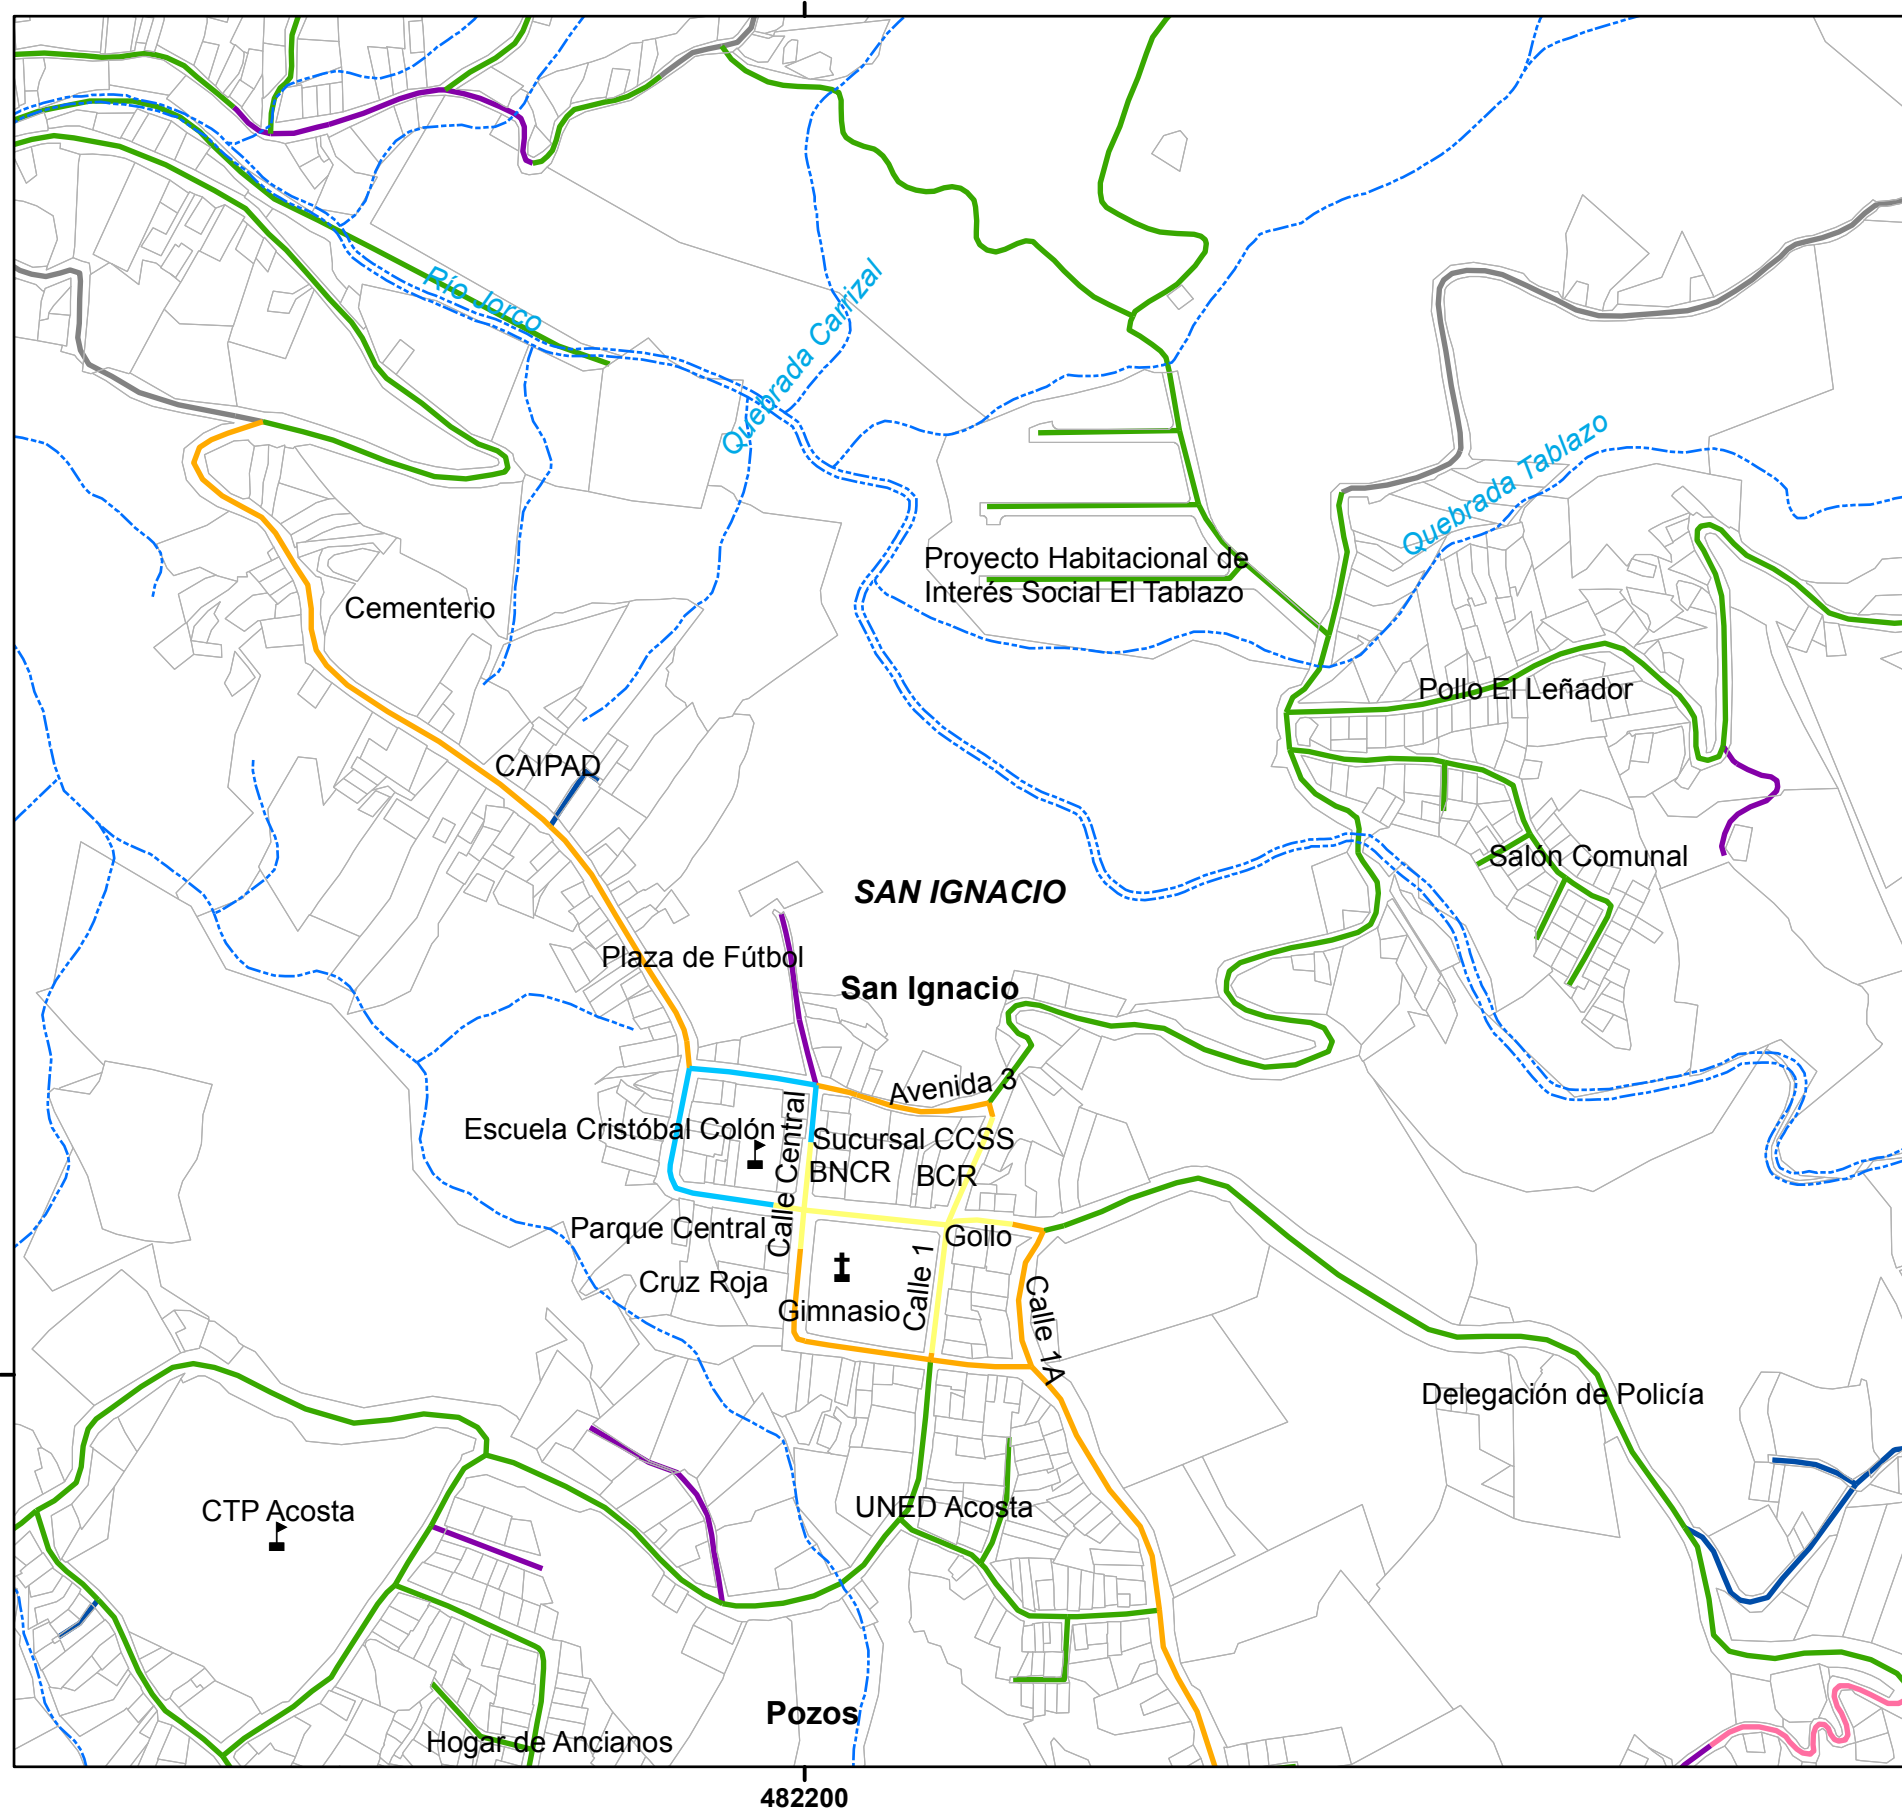 Río Jorco
Quebrada Carrizal
Quebrada Tablazo
Proyecto Habitacional de
Interés Social El Tablazo
Cementerio
Pollo El Leñador
CAIPAD
Salón Comunal
SAN IGNACIO
Plaza de Fútbol
San Ignacio
Avenida 3
Escuela Cristóbal Colón
Calle Central
Sucursal CCSS
BNCR
BCR
Parque Central
Gollo
Cruz Roja
Gimnasio
Calle 1
Calle 1A
Delegación de Policía
CTP Acosta
UNED Acosta
Pozos
Hogar de Ancianos
482200